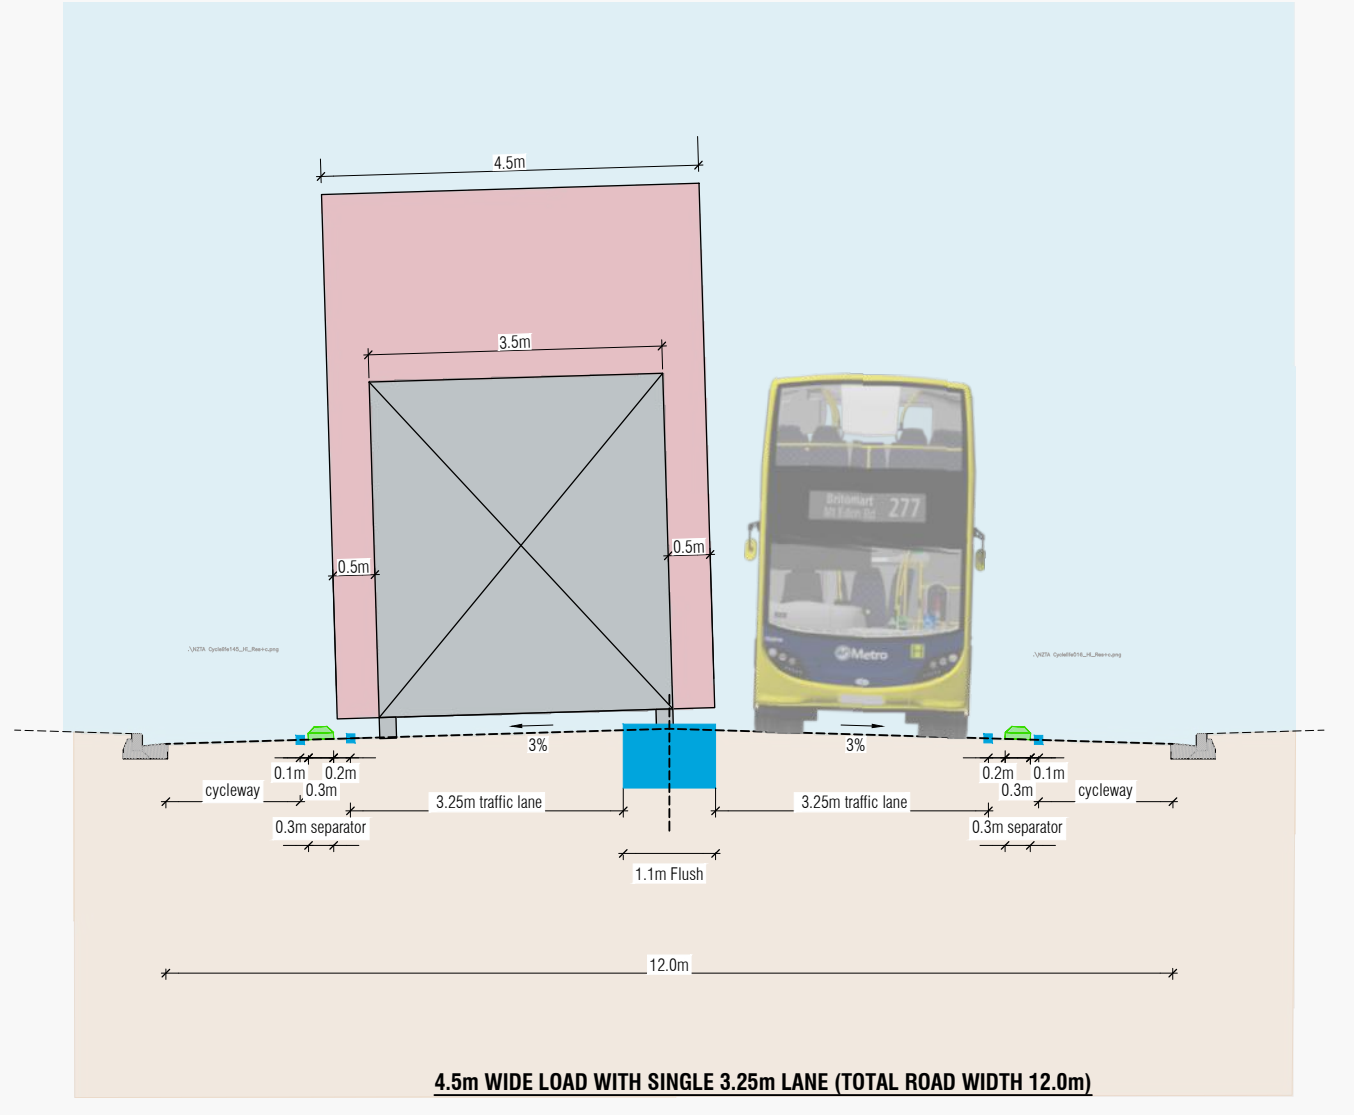 4.5m
3.5m
0.5m
0.5m
Britomart
Mt Eden Rd 277
Metro
3%
3%
0.1m
0.2m
0.2m
0.1m
cycleway
0.3m
0.3m
cycleway
3.25m traffic lane
3.25m traffic lane
0.3m separator
0.3m separator
1.1m Flush
12.0m
4.5m WIDE LOAD WITH SINGLE 3.25m LANE (TOTAL ROAD WIDTH 12.0m)